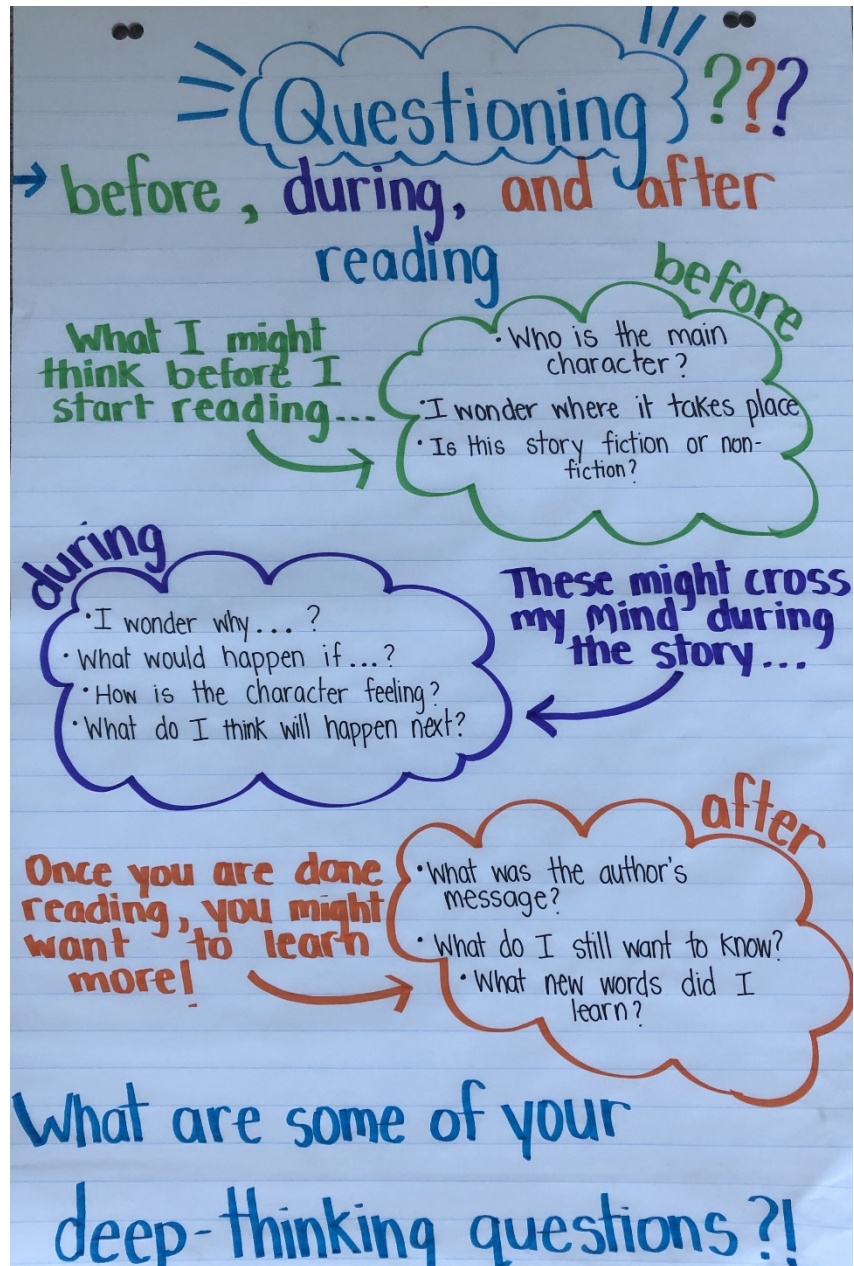 Questioning ???
before, during, and after
reading
before
What I might
think before I
start reading...
• Who is the main
character?
• I wonder where it takes place
• Is this story fiction or non-
fiction?
during
• I wonder why...?
• What would happen if...?
• How is the character feeling?
• What do I think will happen next?
These might cross
my mind during
the story...
after
Once you are done
reading, you might
want to learn
more!
• What was the author's
message?
• What do I still want to know?
• What new words did I
learn?
What are some of your
deep-thinking questions?!